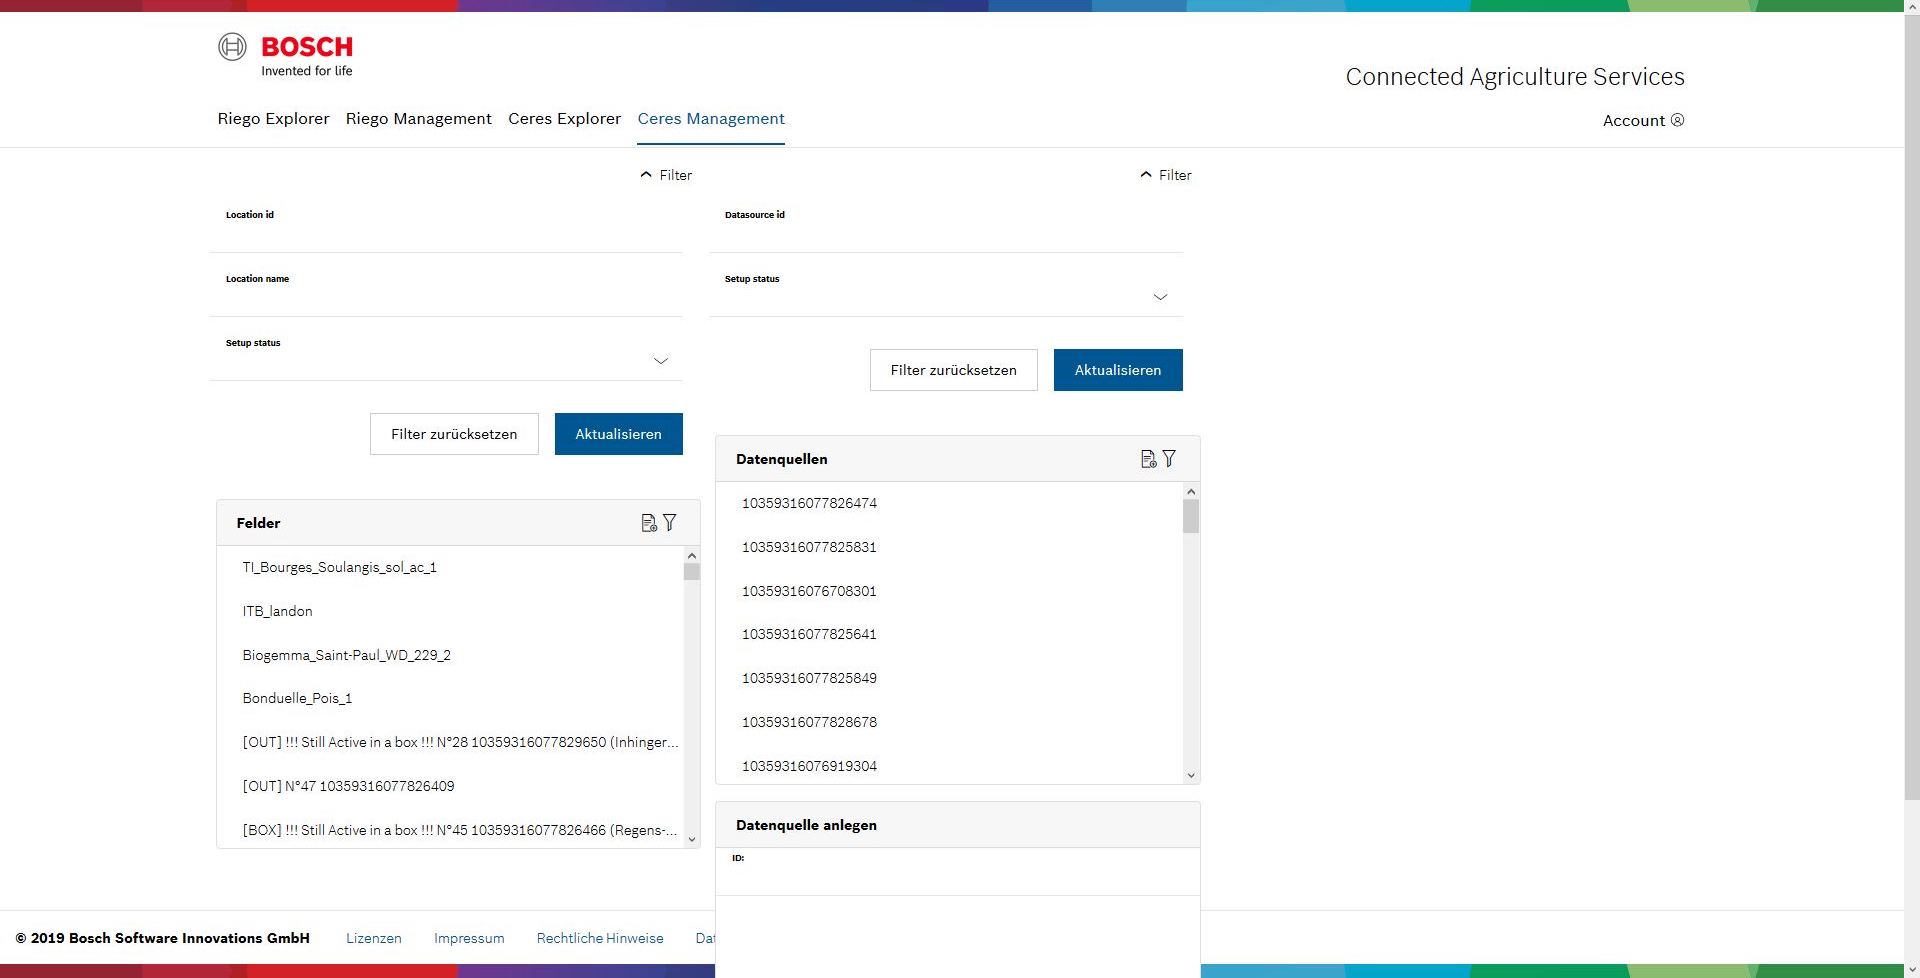 BOSCH
Invented for life
Connected Agriculture Services
Riego Explorer
Riego Management
Ceres Explorer
Ceres Management
Account
Filter
Location id
Location name
Setup status
Filter zurücksetzen
Aktualisieren
Felder
TI_Bourges_Soulangis_sol_ac_1
ITB_landon
Biogemma_Saint-Paul_WD_229_2
Bonduelle_Pois_1
[OUT] !!! Still Active in a box !!! N°28 10359316077829650 (Inhinger...
[OUT] N°47 10359316077826409
[BOX] !!! Still Active in a box !!! N°45 10359316077826466 (Regens-...
Filter
Datasource id
Setup status
Filter zurücksetzen
Aktualisieren
Datenquellen
10359316077826474
10359316077825831
10359316076708301
10359316077825641
10359316077825849
10359316077828678
10359316076919304
Datenquelle anlegen
ID:
© 2019 Bosch Software Innovations GmbH
Lizenzen
Impressum
Rechtliche Hinweise
Dat